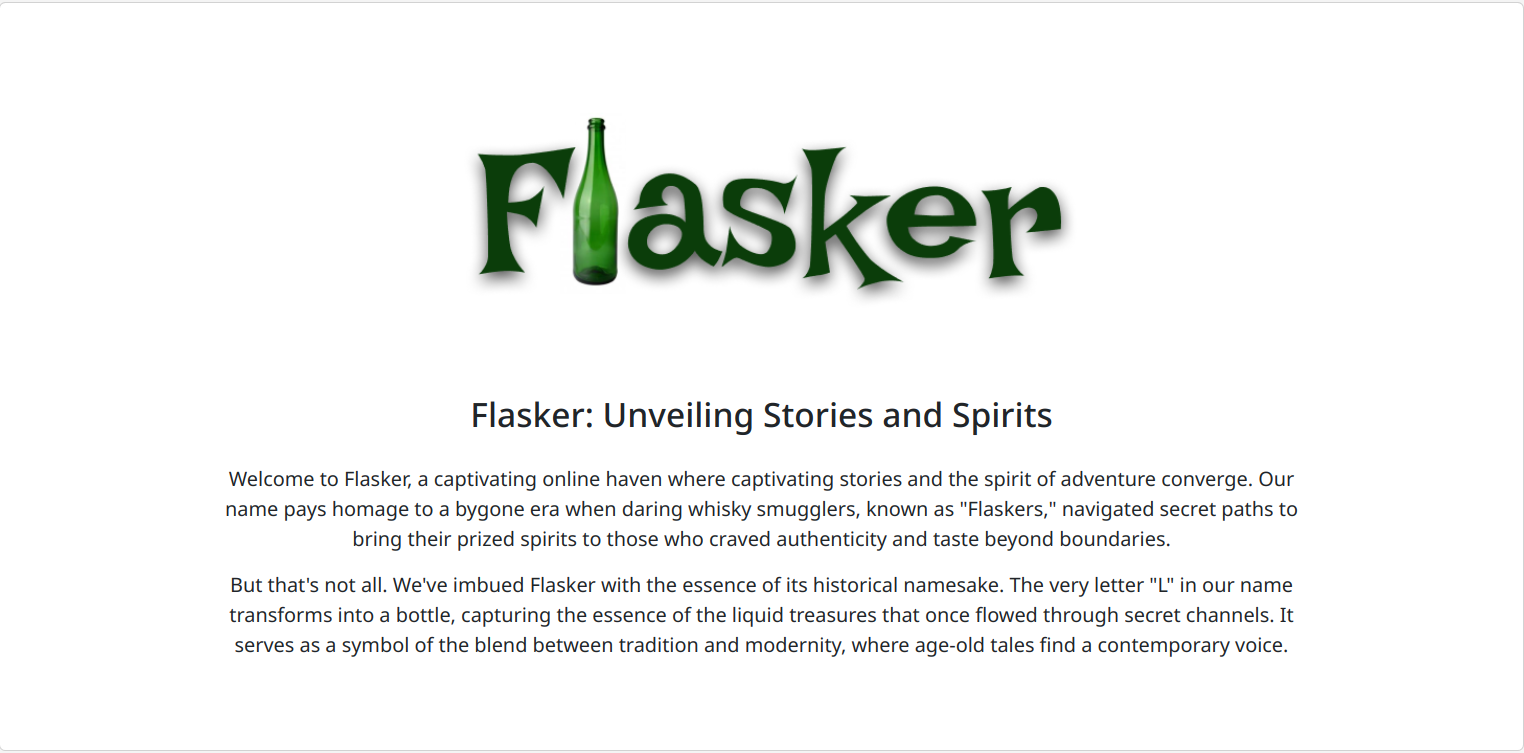 Flasker
Flasker: Unveiling Stories and Spirits
Welcome to Flasker, a captivating online haven where captivating stories and the spirit of adventure converge. Our
name pays homage to a bygone era when daring whisky smugglers, known as "Flaskers," navigated secret paths to
bring their prized spirits to those who craved authenticity and taste beyond boundaries.
But that's not all. We've imbued Flasker with the essence of its historical namesake. The very letter "L" in our name
transforms into a bottle, capturing the essence of the liquid treasures that once flowed through secret channels. It
serves as a symbol of the blend between tradition and modernity, where age-old tales find a contemporary voice.